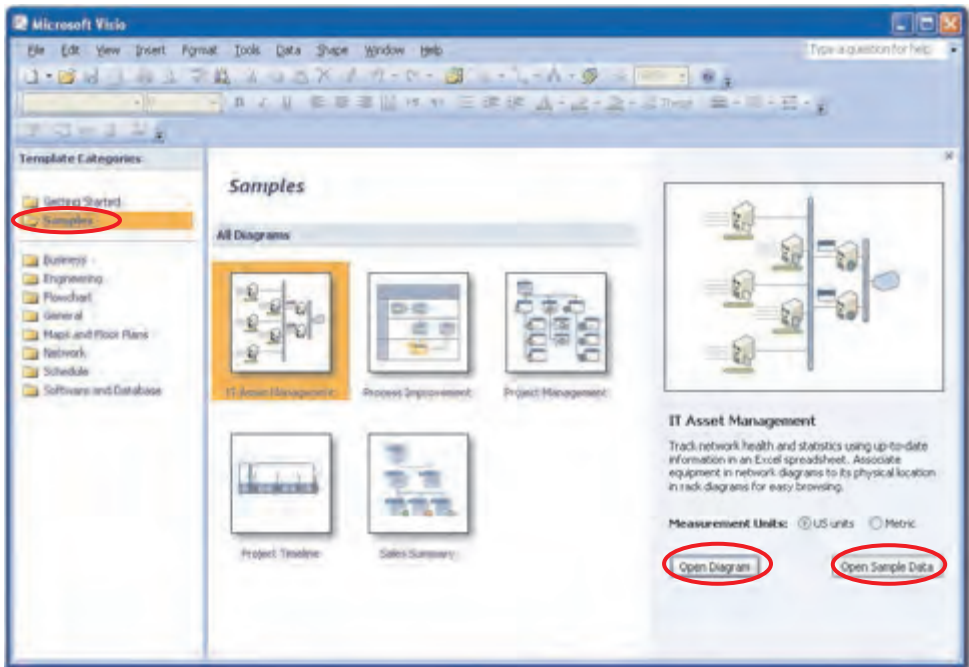 Microsoft Visio
File Edit View Insert Format Tools Data Shape Window Help
Type a question for help
Template Categories
Getting Started
Samples
Business
Engineering
Flowchart
General
Maps and Floor Plans
Network
Schedule
Software and Database
Samples
All Diagrams
IT Asset Management
Process Improvement
Project Management
Project Timeline
Sales Summary
IT Asset Management
Track network health and statistics using up-to-date
information in an Excel spreadsheet. Associate
equipment in network diagrams to its physical location
in rack diagrams for easy browsing.
Measurement Units: US units Metric
Open Diagram
Open Sample Data